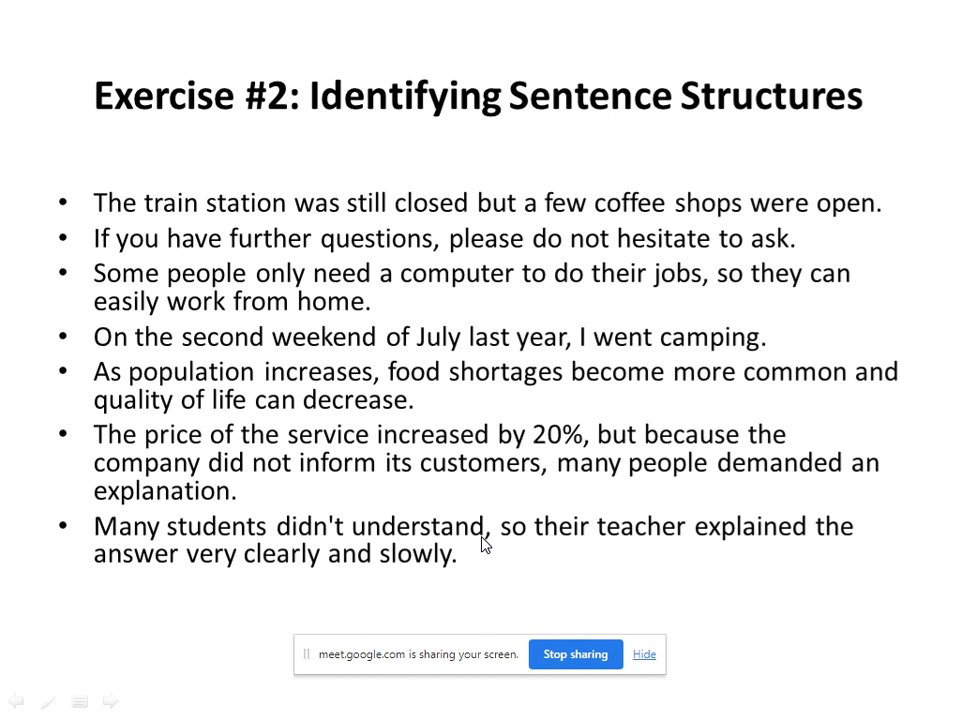 Exercise #2: Identifying Sentence Structures
• The train station was still closed but a few coffee shops were open.
• If you have further questions, please do not hesitate to ask.
• Some people only need a computer to do their jobs, so they can
easily work from home.
• On the second weekend of July last year, I went camping.
• As population increases, food shortages become more common and
quality of life can decrease.
• The price of the service increased by 20%, but because the
company did not inform its customers, many people demanded an
explanation.
• Many students didn't understand, so their teacher explained the
answer very clearly and slowly.
meet.google.com is sharing your screen. Stop sharing Hide